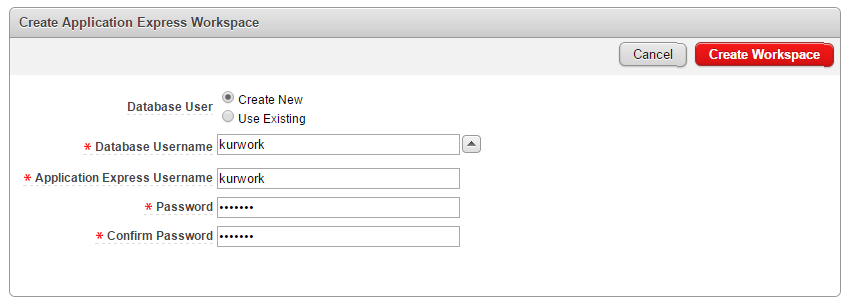 Create Application Express Workspace
Cancel Create Workspace
Database User Create New
Use Existing
* Database Username kurwork
* Application Express Username kurwork
* Password •••••••
* Confirm Password •••••••